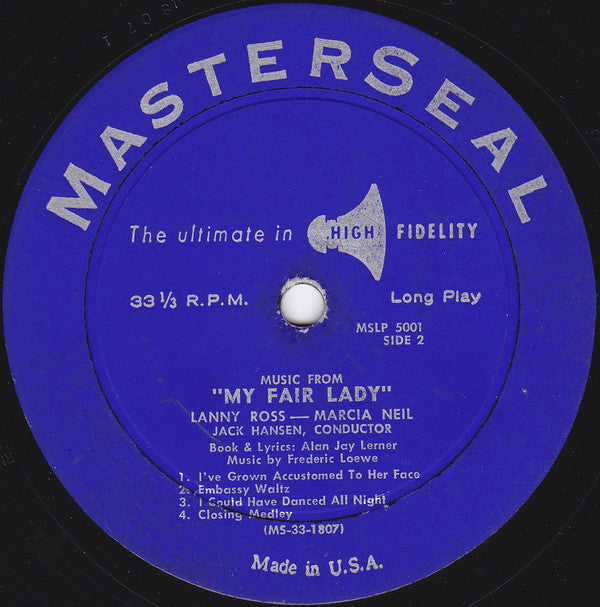 MASTERSEAL
The ultimate in HIGH FIDELITY
33⅓ R.P.M. Long Play
MSLP 5001
SIDE 2
MUSIC FROM
"MY FAIR LADY"
LANNY ROSS — MARCIA NEIL
JACK HANSEN, CONDUCTOR
Book & Lyrics: Alan Jay Lerner
Music by Frederic Loewe
1. I've Grown Accustomed To Her Face
2. Embassy Waltz
3. I Could Have Danced All Night
4. Closing Medley
(MS-33-1807)
Made in U.S.A.